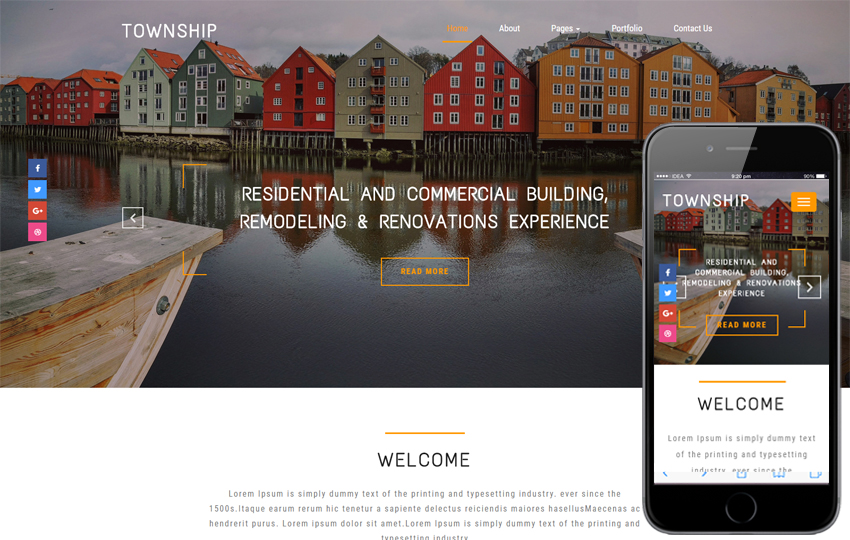 TOWNSHIP
Home About Pages Portfolio Contact Us
RESIDENTIAL AND COMMERCIAL BUILDING,
REMODELING & RENOVATIONS EXPERIENCE
READ MORE
WELCOME
Lorem Ipsum is simply dummy text of the printing and typesetting industry. ever since the
1500s.Itaque earum rerum hic tenetur a sapiente delectus reiciendis maiores hasellusMaecenas ac
hendrerit purus. Lorem ipsum dolor sit amet.Lorem Ipsum is simply dummy text of the printing and
typesetting industry.
IDEA 9:20 pm 90%
TOWNSHIP
RESIDENTIAL AND
COMMERCIAL BUILDING,
REMODELING & RENOVATIONS
EXPERIENCE
READ MORE
WELCOME
Lorem Ipsum is simply dummy text
of the printing and typesetting
industry. ever since the